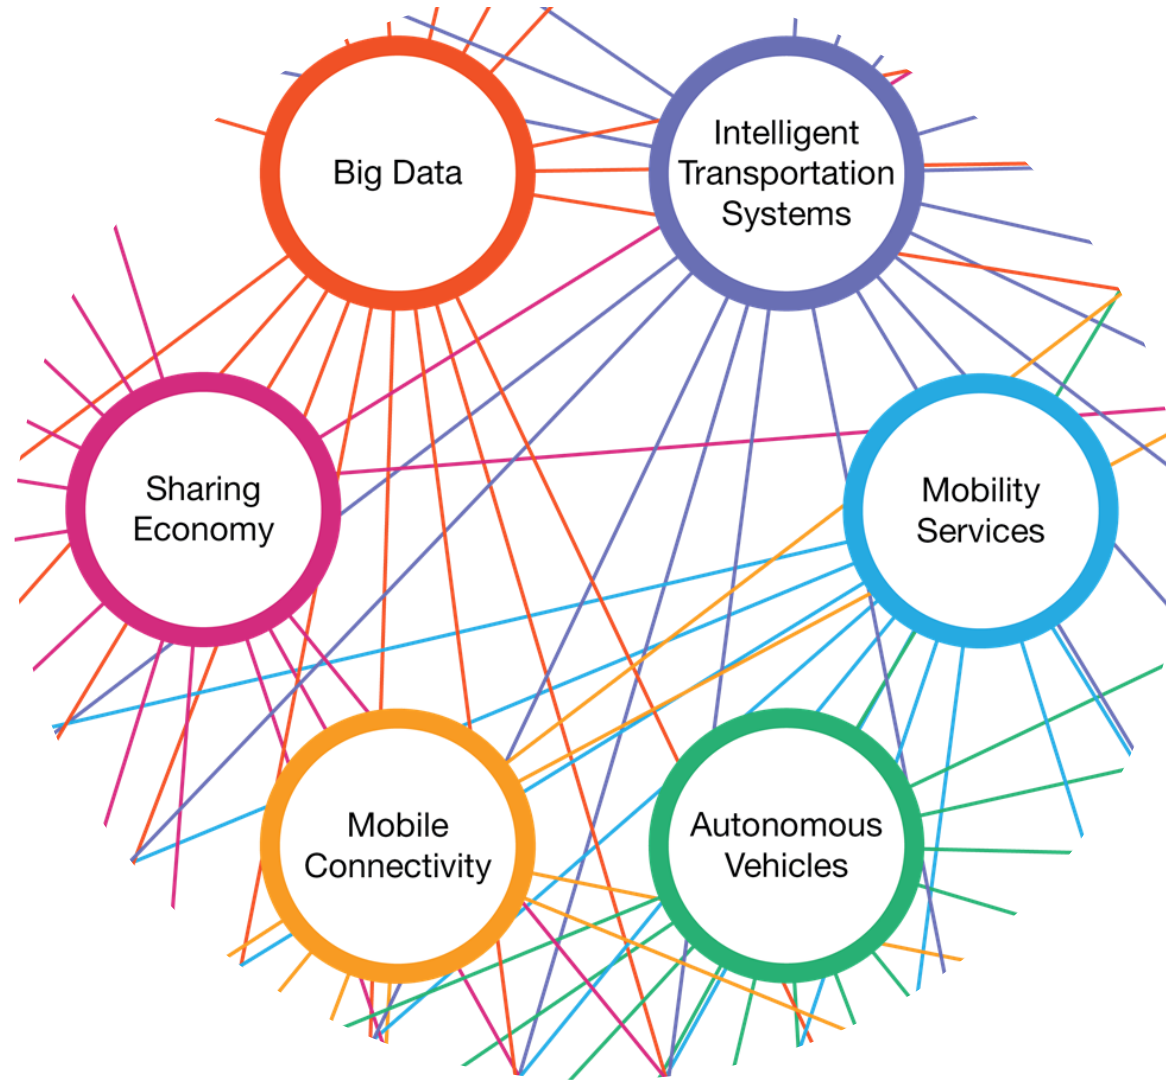 Big Data
Intelligent
Transportation
Systems
Sharing
Economy
Mobility
Services
Mobile
Connectivity
Autonomous
Vehicles